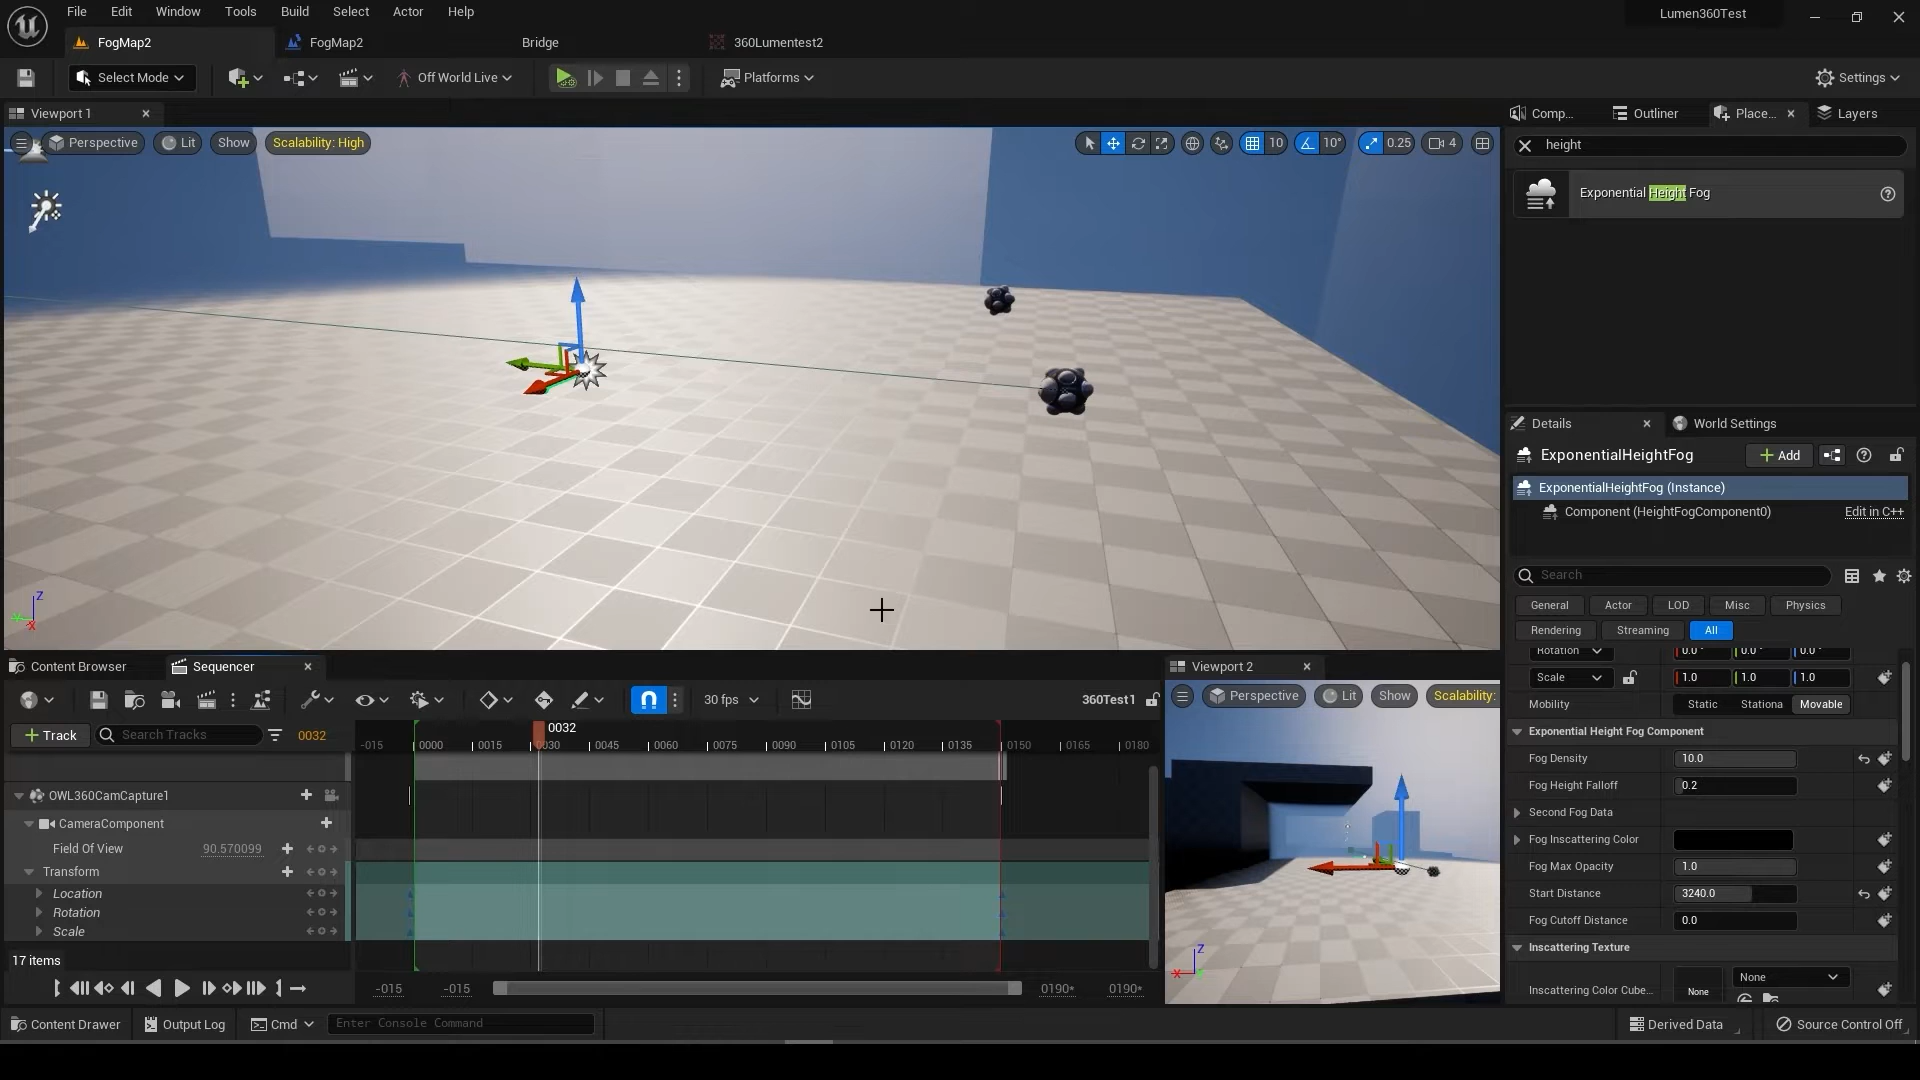 File Edit Window Tools Build Select Actor Help
Lumen360Test
FogMap2
FogMap2
Bridge
360Lumentest2
Select Mode
Off World Live
Platforms
Settings
Viewport 1
Comp...
Outliner
Place...
Layers
Perspective
Lit
Show
Scalability: High
10
10°
0.25
4
height
Exponential Height Fog
Details
World Settings
ExponentialHeightFog
Add
ExponentialHeightFog (Instance)
Component (HeightFogComponent0)
Edit in C++
Search
General
Actor
LOD
Misc
Physics
Rendering
Streaming
All
Rotation
0.0°
0.0°
0.0°
Scale
1.0
1.0
1.0
Mobility
Static
Stationa
Movable
Exponential Height Fog Component
Fog Density
10.0
Fog Height Falloff
0.2
Second Fog Data
Fog Inscattering Color
Fog Max Opacity
1.0
Start Distance
3240.0
Fog Cutoff Distance
0.0
Inscattering Texture
Inscattering Color Cube...
None
None
Z
Y
X
Content Browser
Sequencer
30 fps
360Test1
Track
Search Tracks
0032
0032
-015 0000 0015 0030 0045 0060 0075 0090 0105 0120 0135 0150 0165 0180
OWL360CamCapture1
CameraComponent
Field Of View
90.570099
Transform
Location
Rotation
Scale
17 items
-015
-015
0190*
0190*
Viewport 2
Perspective
Lit
Show
Scalability:
Z
X
Content Drawer
Output Log
Cmd
Enter Console Command
Derived Data
Source Control Off